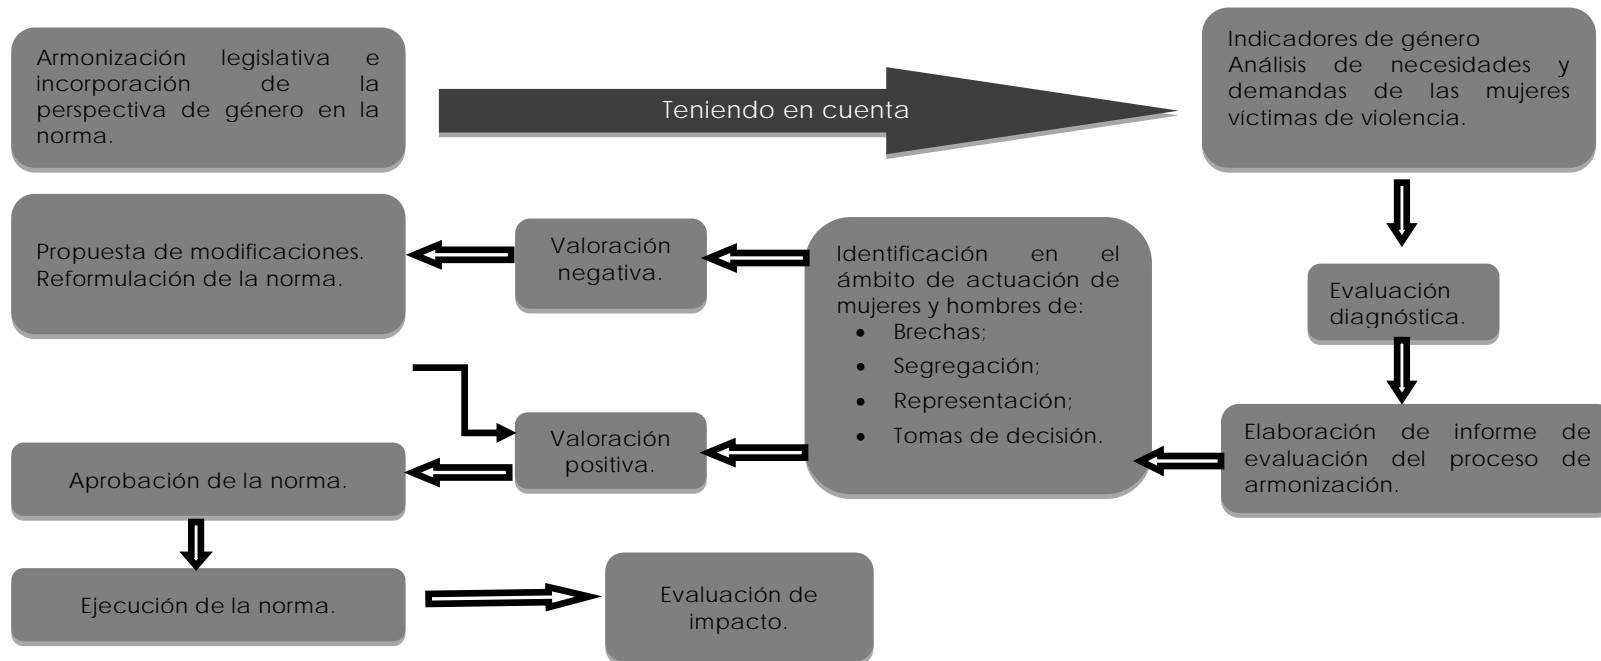 Armonización legislativa e
incorporación de la
perspectiva de género en la
norma.
Teniendo en cuenta
Indicadores de género
Análisis de necesidades y
demandas de las mujeres
víctimas de violencia.
Propuesta de modificaciones.
Reformulación de la norma.
Valoración
negativa.
Identificación en el
ámbito de actuación de
mujeres y hombres de:
• Brechas;
• Segregación;
• Representación;
• Tomas de decisión.
Evaluación
diagnóstica.
Valoración
positiva.
Elaboración de informe de
evaluación del proceso de
armonización.
Aprobación de la norma.
Ejecución de la norma.
Evaluación de
impacto.